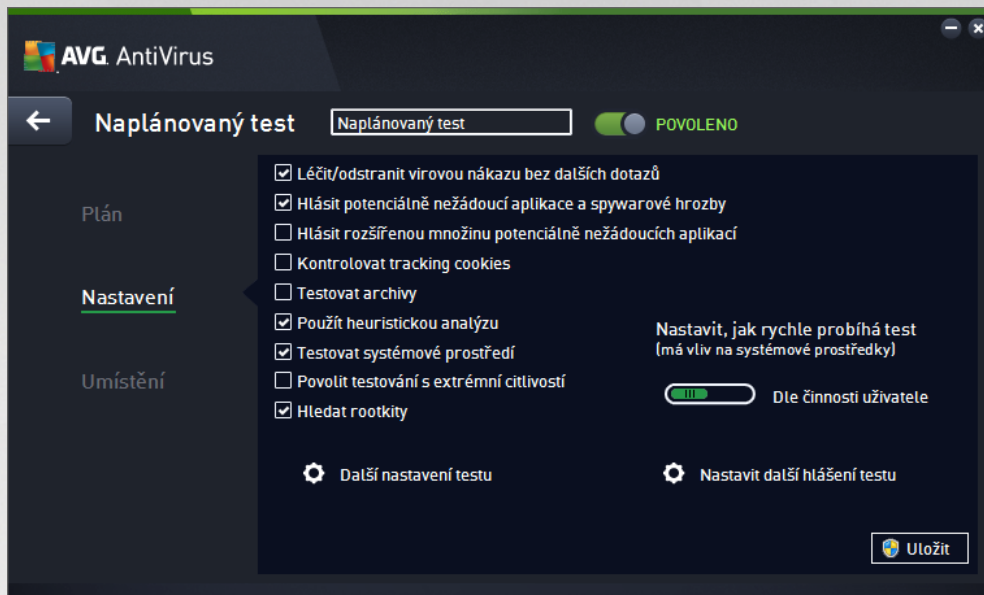 AVG. AntiVirus
Naplánovaný test
Naplánovaný test
POVOLENO
Plán
Nastavení
Umístění
Léčit/odstranit virovou nákazu bez dalších dotazů
Hlásit potenciálně nežádoucí aplikace a spywarové hrozby
Hlásit rozšířenou množinu potenciálně nežádoucích aplikací
Kontrolovat tracking cookies
Testovat archivy
Použít heuristickou analýzu
Testovat systémové prostředí
Povolit testování s extrémní citlivostí
Hledat rootkity
Nastavit, jak rychle probíhá test
(má vliv na systémové prostředky)
Dle činnosti uživatele
Další nastavení testu
Nastavit další hlášení testu
Uložit